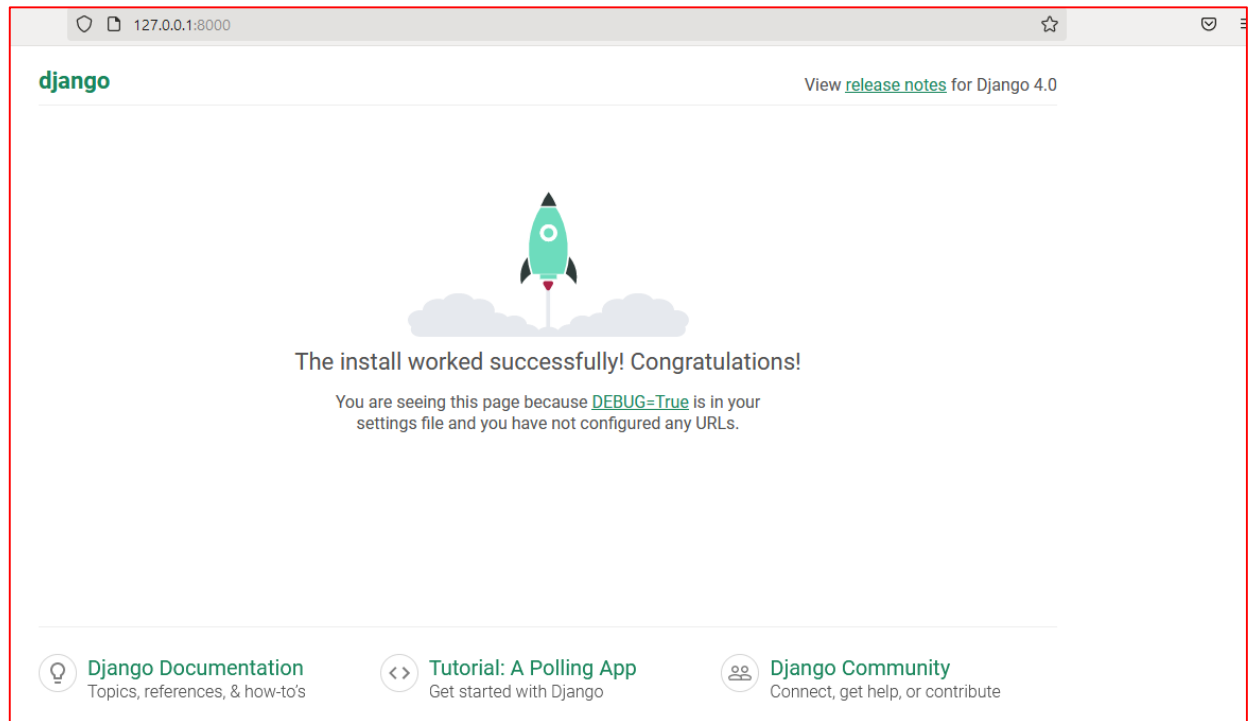 127.0.0.1:8000
django
View release notes for Django 4.0
The install worked successfully! Congratulations!
You are seeing this page because DEBUG=True is in your
settings file and you have not configured any URLs.
Django Documentation
Topics, references, & how-to's
Tutorial: A Polling App
Get started with Django
Django Community
Connect, get help, or contribute